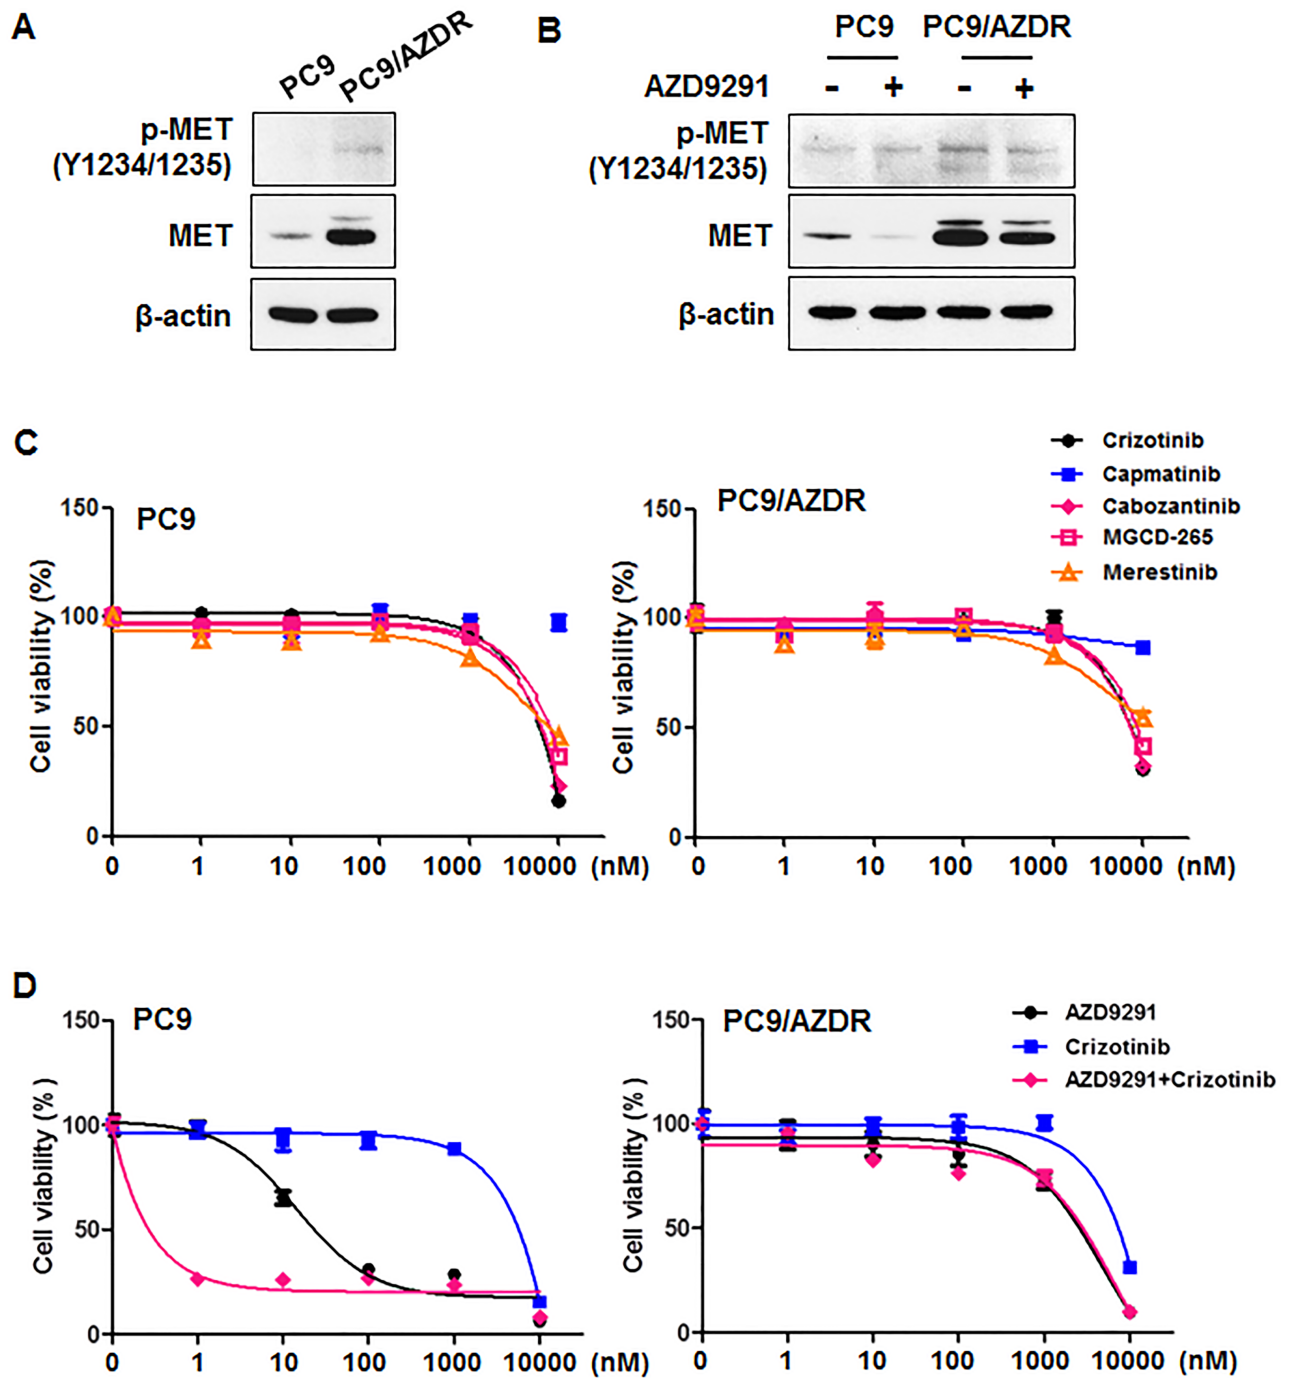 A
PC9
PC9/AZDR
p-MET
(Y1234/1235)
MET
β-actin
B
PC9
PC9/AZDR
AZD9291
-
+
-
+
p-MET
(Y1234/1235)
MET
β-actin
C
Crizotinib
Capmatinib
Cabozantinib
MGCD-265
Merestinib
PC9
Cell viability (%)
150
100
50
0
0 1 10 100 1000 10000 (nM)
PC9/AZDR
Cell viability (%)
150
100
50
0
0 1 10 100 1000 10000 (nM)
D
PC9
Cell viability (%)
150
100
50
0
0 1 10 100 1000 10000 (nM)
PC9/AZDR
AZD9291
Crizotinib
AZD9291+Crizotinib
Cell viability (%)
150
100
50
0
0 1 10 100 1000 10000 (nM)